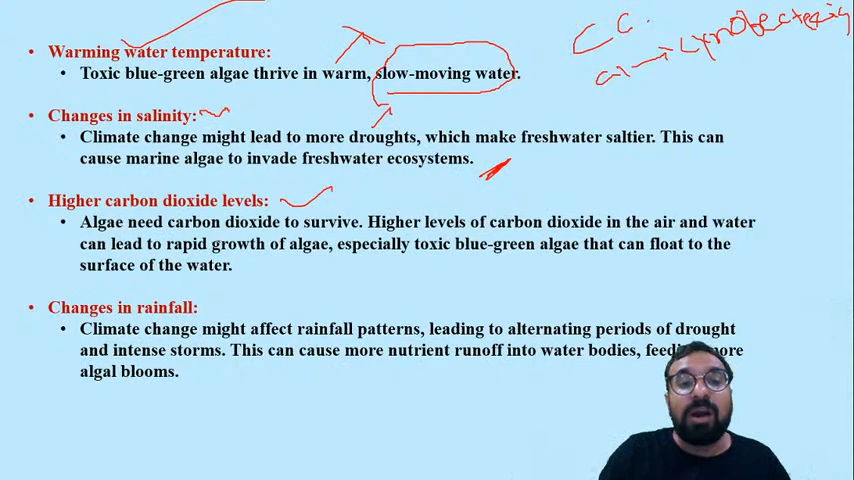 CC.
• Warming water temperature:
• Toxic blue-green algae thrive in warm, slow-moving water.
• Changes in salinity:
• Climate change might lead to more droughts, which make freshwater saltier. This can
cause marine algae to invade freshwater ecosystems.
• Higher carbon dioxide levels:
• Algae need carbon dioxide to survive. Higher levels of carbon dioxide in the air and water
can lead to rapid growth of algae, especially toxic blue-green algae that can float to the
surface of the water.
• Changes in rainfall:
• Climate change might affect rainfall patterns, leading to alternating periods of drought
and intense storms. This can cause more nutrient runoff into water bodies, more
algal blooms.